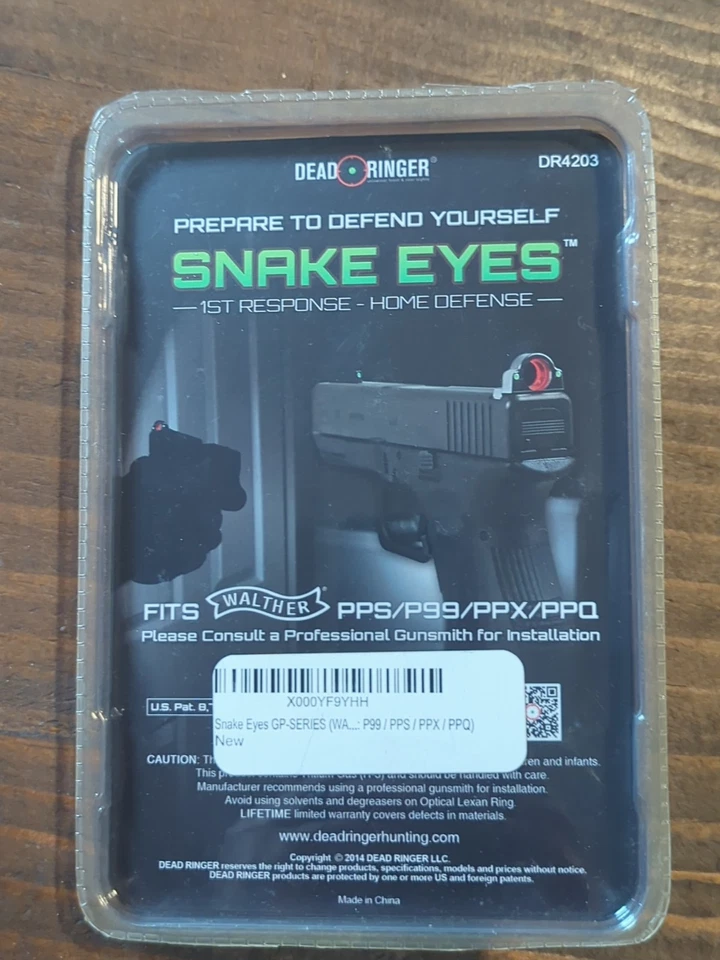 DEAD RINGER®
DR4203
PREPARE TO DEFEND YOURSELF
SNAKE EYES™
1ST RESPONSE - HOME DEFENSE
FITS WALTHER® PPS/P99/PPX/PPQ
Please Consult a Professional Gunsmith for Installation
X000YF9YHH
Snake Eyes GP-SERIES (WA...: P99 / PPS / PPX / PPQ)
New
U.S. Pat. 8,
CAUTION: and infants.
This and should be handled with care.
Manufacturer recommends using a professional gunsmith for installation.
Avoid using solvents and degreasers on Optical Lexan Ring.
LIFETIME limited warranty covers defects in materials.
www.deadringerhunting.com
Copyright © 2014 DEAD RINGER LLC.
DEAD RINGER reserves the right to change products, specifications, models and prices without notice.
DEAD RINGER products are protected by one or more US and foreign patents.
Made in China